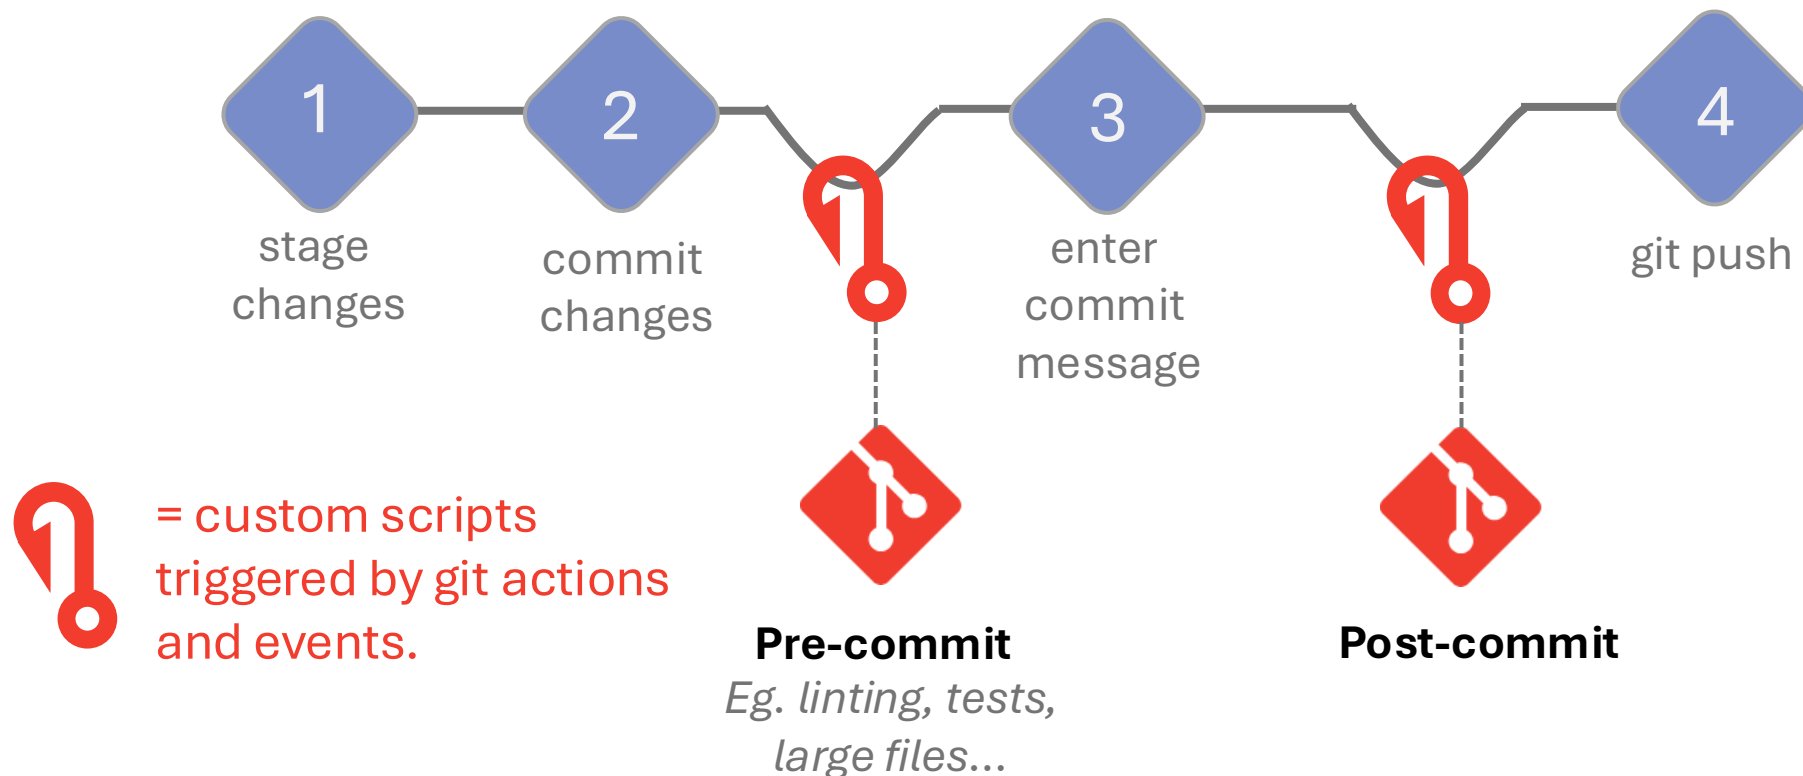 1
2
3
4
stage
changes
commit
changes
enter
commit
message
git push
= custom scripts
triggered by git actions
and events.
Pre-commit
Eg. linting, tests,
large files...
Post-commit